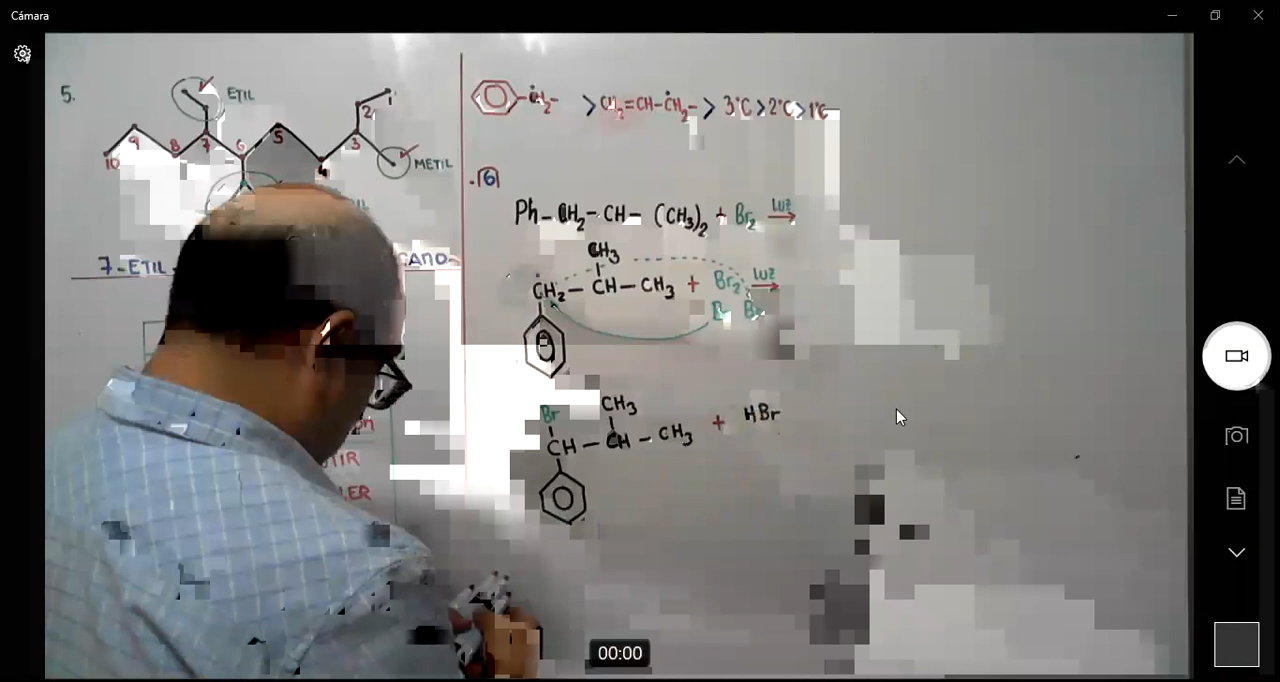 Cámara
5.
ETIL
1
2
3
4
5
6
7
8
9
10
METIL
7-ETIL
CANO
CH₂- > CH₂=CH-CH₂- > 3°C > 2°C > 1°C
6
Ph-CH₂-CH-(CH₃)₂ + Br₂ LUZ
CH₃
CH₂-CH-CH₃ + Br₂ LUZ
Br
Br CH₃
CH-CH-CH₃ + HBr
TIR
LER
00:00